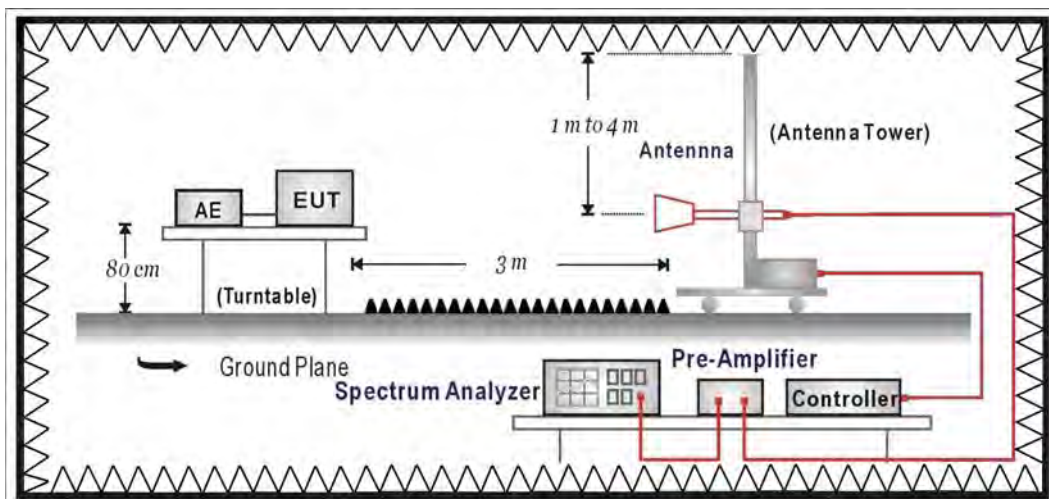 1 m to 4 m
(Antenna Tower)
Antennna
AE
EUT
80 cm
3 m
(Turntable)
Ground Plane
Pre-Amplifier
Spectrum Analyzer
Controller